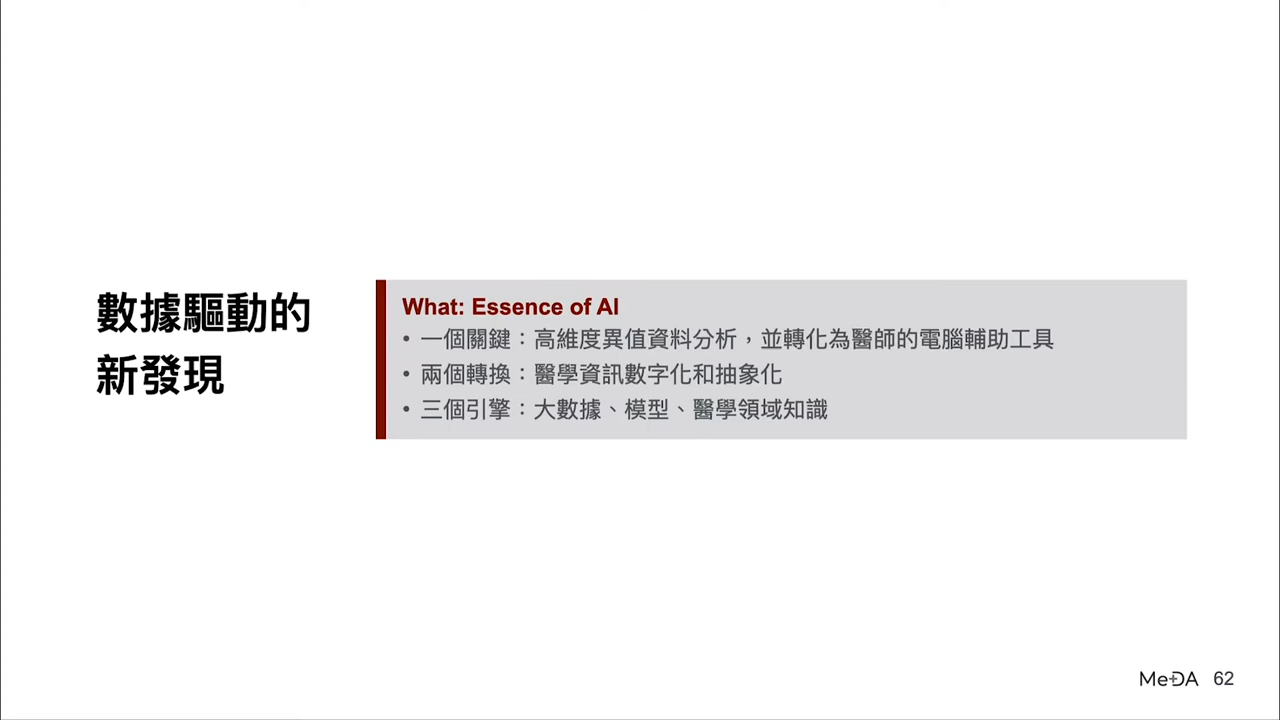 數據驅動的
新發現
What: Essence of AI
• 一個關鍵：高維度異值資料分析，並轉化為醫師的電腦輔助工具
• 兩個轉換：醫學資訊數字化和抽象化
• 三個引擎：大數據、模型、醫學領域知識
MeDA 62